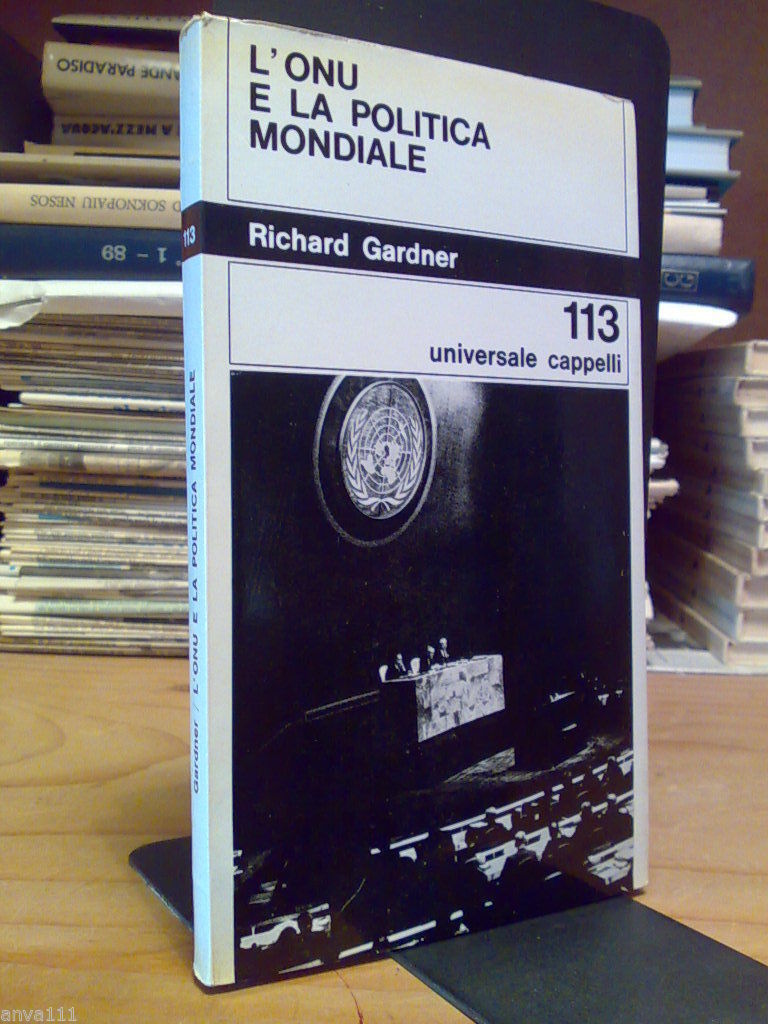 L'ONU
E LA POLITICA
MONDIALE
Richard Gardner
113
universale cappelli
113
Gardner / L'ONU E LA POLITICA MONDIALE
ANDE PARADISO
A MEZZ'ACQUA
O SOKNOPAIU NESOS
1 - 89
anva111